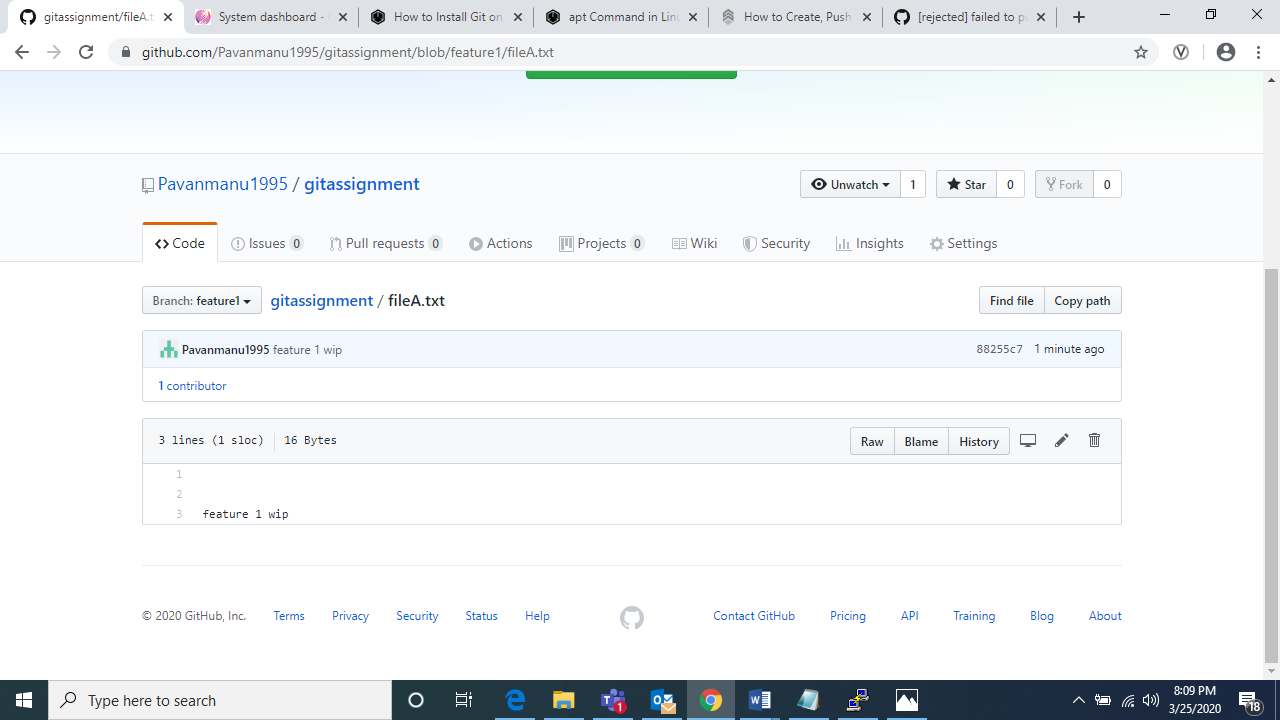 gitassignment/fileA.t
System dashboard -
How to Install Git on
apt Command in Linu
How to Create, Push
[rejected] failed to pu
github.com/Pavanmanu1995/gitassignment/blob/feature1/fileA.txt
Pavanmanu1995 / gitassignment
Unwatch 1 Star 0 Fork 0
Code Issues 0 Pull requests 0 Actions Projects 0 Wiki Security Insights Settings
Branch: feature1 gitassignment / fileA.txt Find file Copy path
Pavanmanu1995 feature 1 wip 88255c7 1 minute ago
1 contributor
3 lines (1 sloc) 16 Bytes Raw Blame History
1
2
3 feature 1 wip
© 2020 GitHub, Inc. Terms Privacy Security Status Help Contact GitHub Pricing API Training Blog About
Type here to search
1
8:09 PM
3/25/2020
18